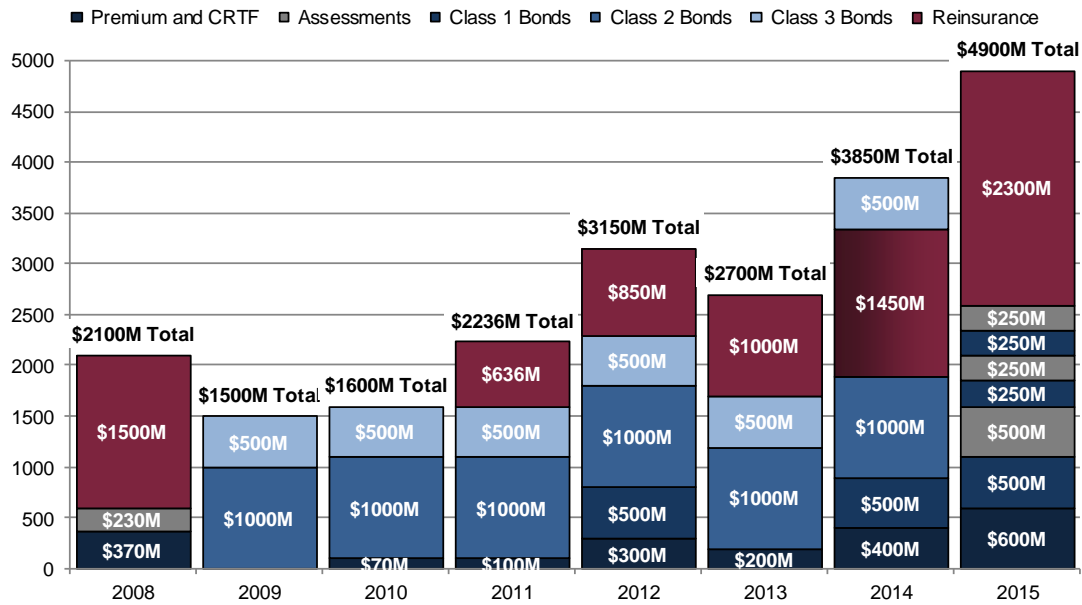 Premium and CRTF Assessments Class 1 Bonds Class 2 Bonds Class 3 Bonds Reinsurance
$4900M Total
5000
4500
4000
$3850M Total
$500M
$2300M
3500
$3150M Total
3000
$850M
$2700M Total
$1450M
2500
$2236M Total
$250M
$2100M Total
$500M
$1000M
$250M
2000
$636M
$250M
$1500M Total
$1600M Total
$250M
1500
$1500M
$500M
$500M
$500M
$1000M
$500M
$1000M
$500M
1000
$500M
$230M
$1000M
$1000M
$1000M
$500M
$1000M
$500M
$500M
500
$370M
$70M
$100M
$300M
$200M
$400M
$600M
0
2008 2009 2010 2011 2012 2013 2014 2015